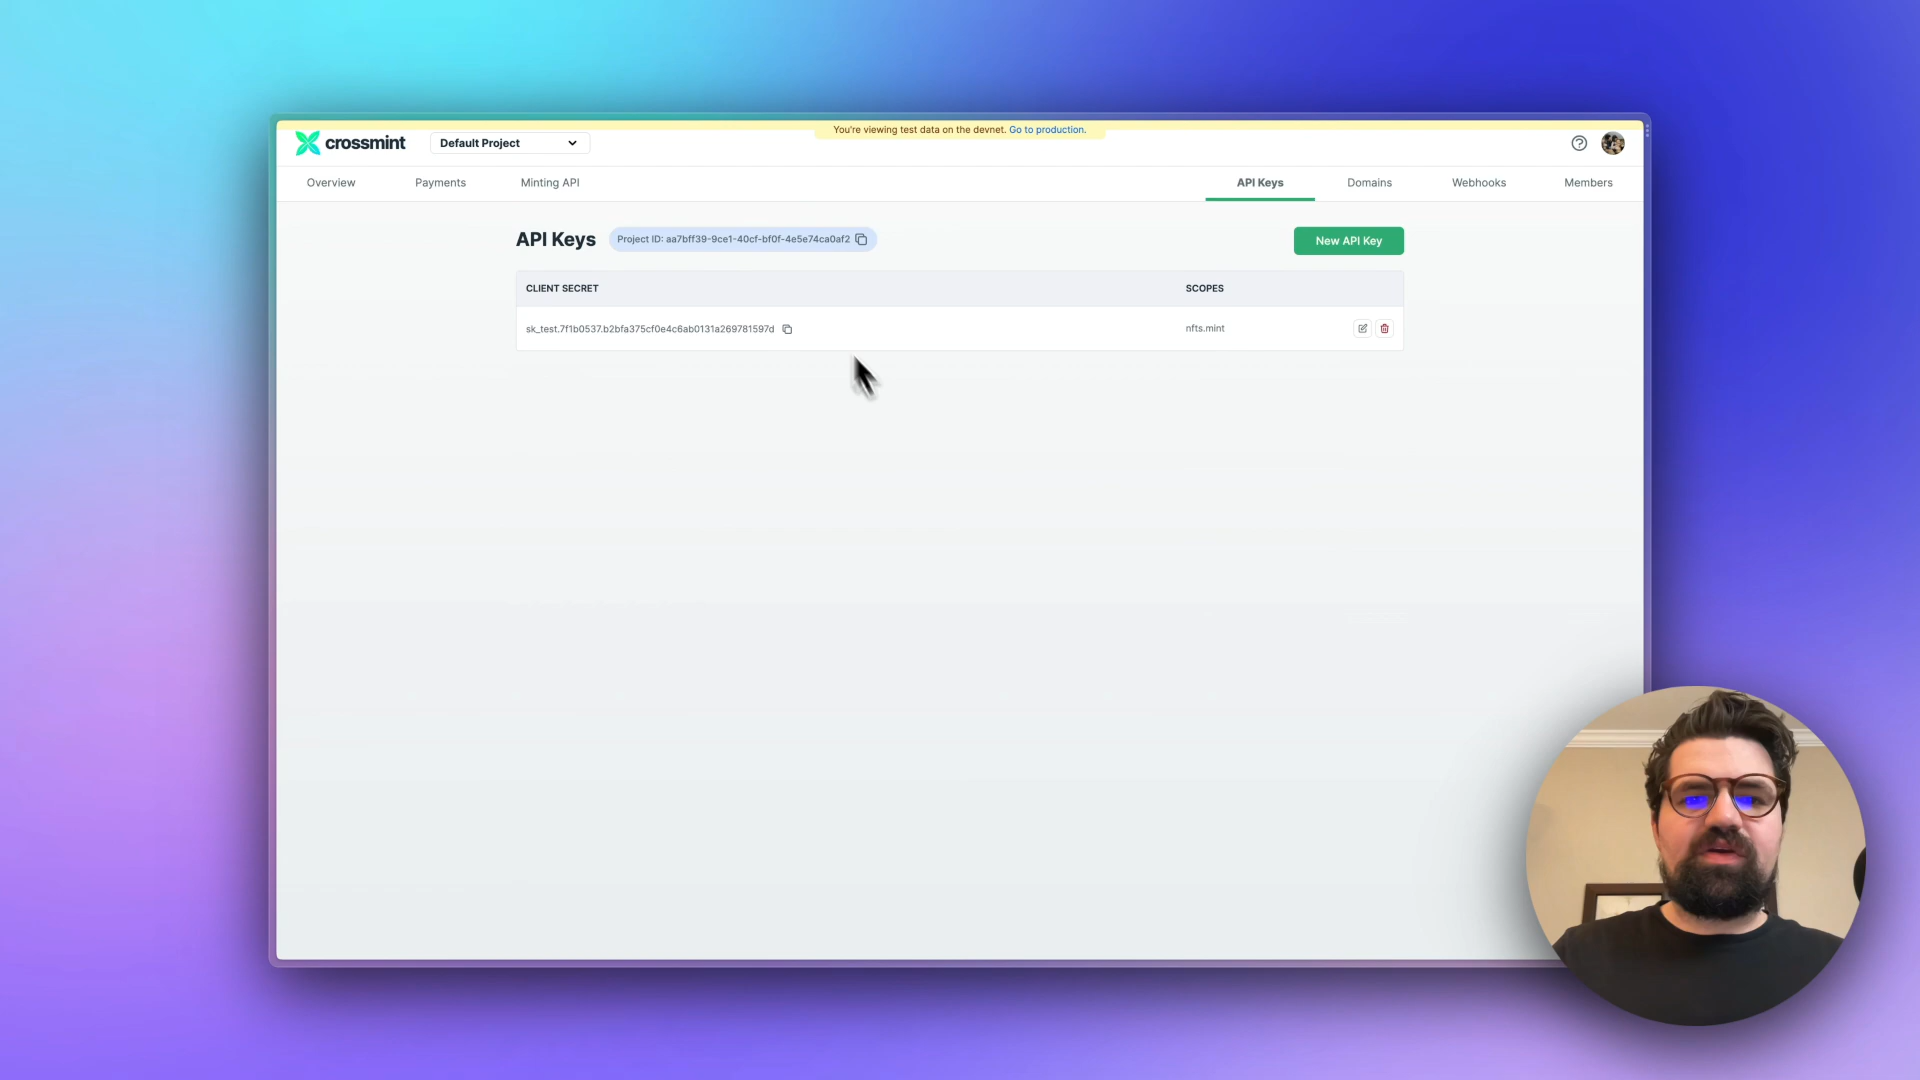 You're viewing test data on the devnet. Go to production.
crossmint
Default Project
Overview
Payments
Minting API
API Keys
Domains
Webhooks
Members
API Keys
Project ID: aa7bff39-9ce1-40cf-bf0f-4e5e74ca0af2
New API Key
CLIENT SECRET
SCOPES
sk_test.7f1b0537.b2bfa375cf0e4c6ab0131a269781597d
nfts.mint